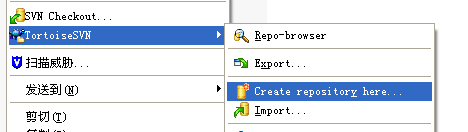 SVN Checkout...
TortoiseSVN
扫描威胁...
发送到(N)
剪切(T)
Repo-browser
Export...
Create repository here...
Import...